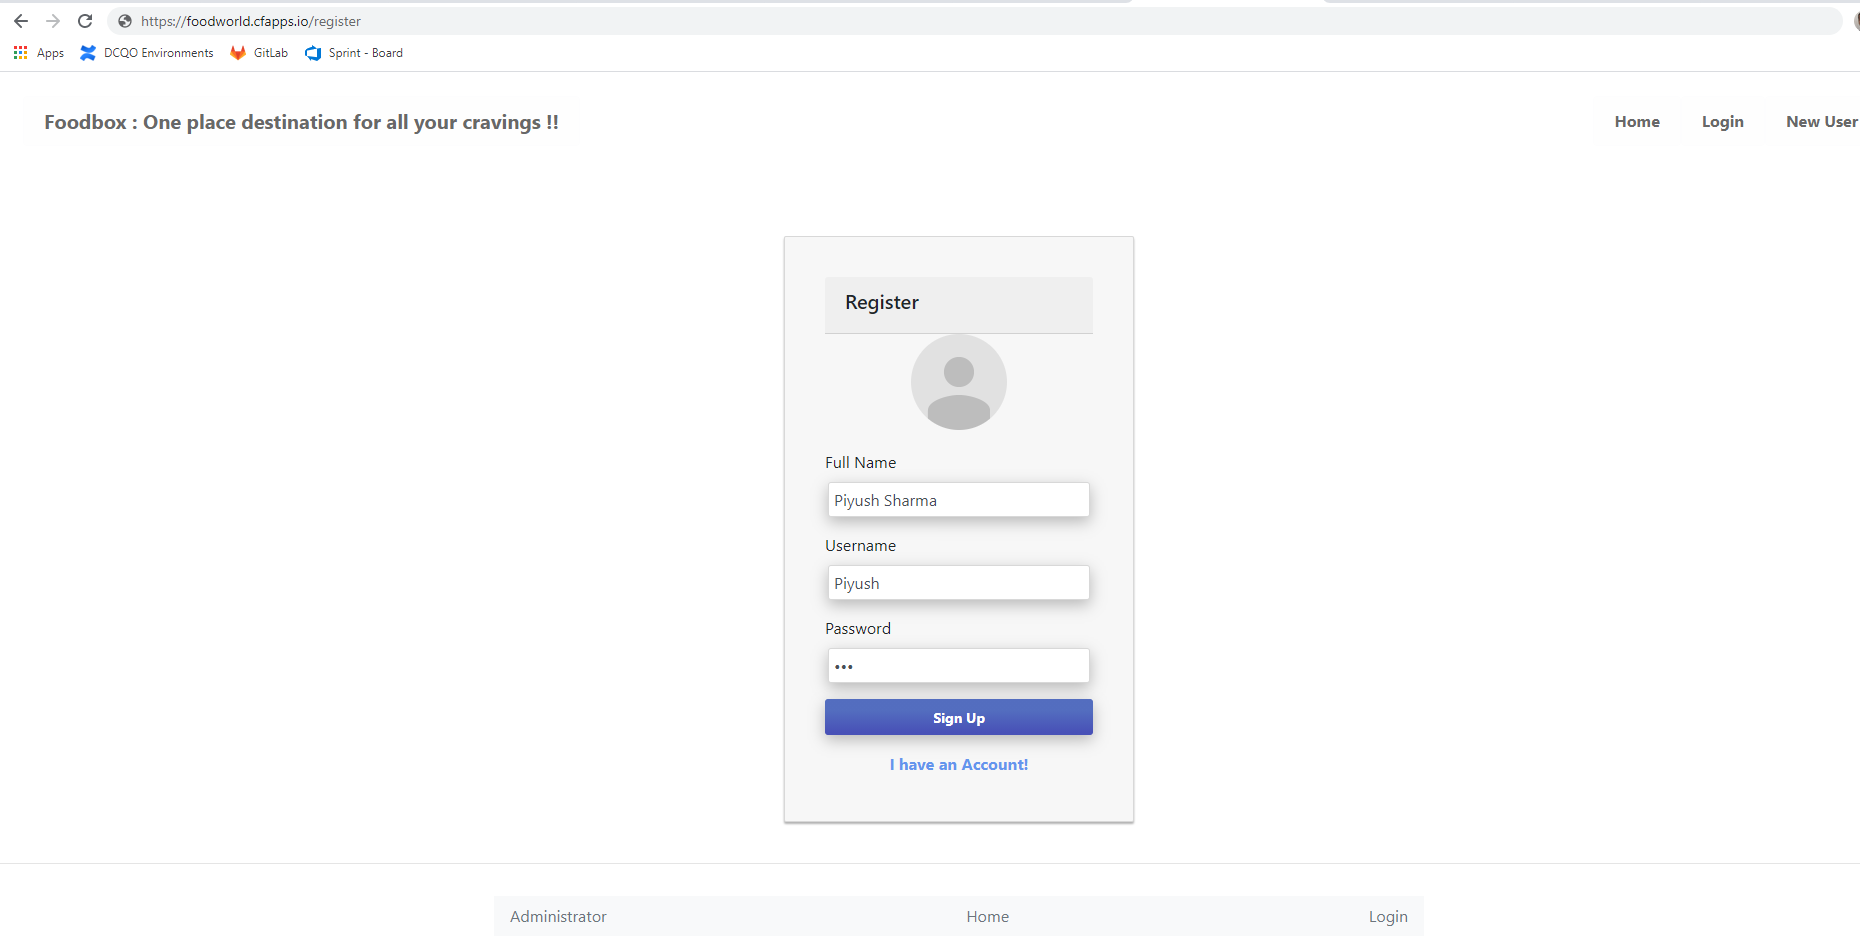 https://foodworld.cfapps.io/register
Apps DCQO Environments GitLab Sprint - Board
Foodbox : One place destination for all your cravings !! Home Login New User
Register
Full Name
Piyush Sharma
Username
Piyush
Password
•••
Sign Up
I have an Account!
Administrator Home Login